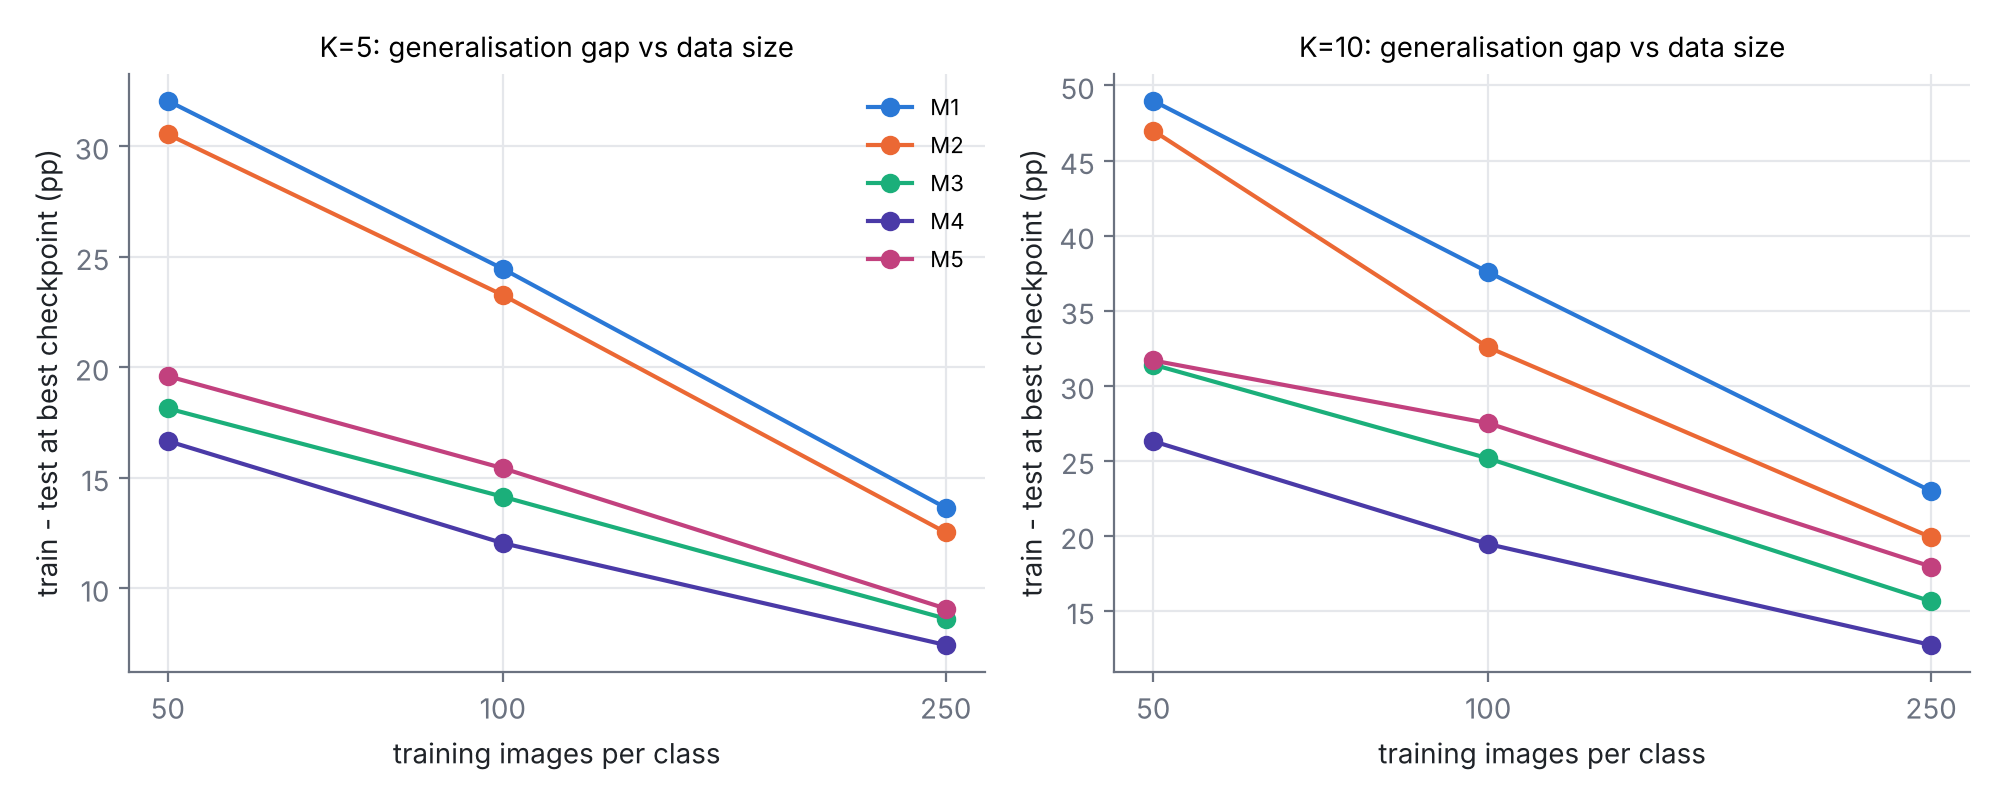 K=5: generalisation gap vs data size
train - test at best checkpoint (pp)
30
25
20
15
10
M1
M2
M3
M4
M5
50
100
250
training images per class
K=10: generalisation gap vs data size
train - test at best checkpoint (pp)
50
45
40
35
30
25
20
15
50
100
250
training images per class